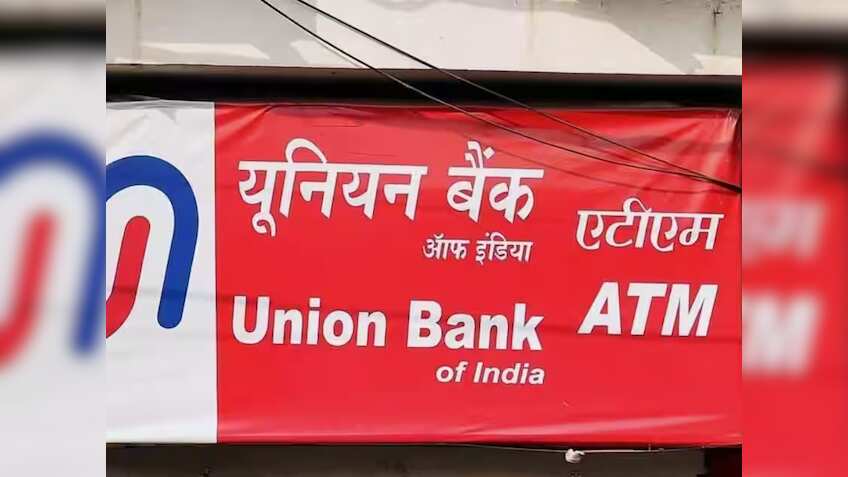 यूनियन बैंक
ऑफ इंडिया
एटीएम
Union Bank
of India
ATM